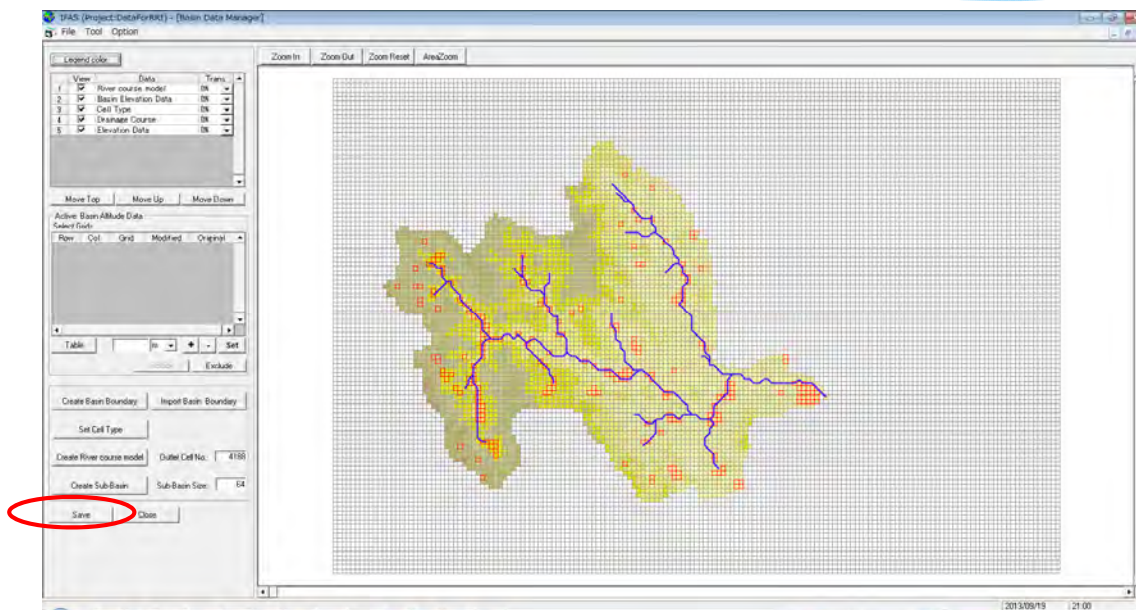 IFAS (Project:DataForRRI) - [Basin Data Manager]
File Tool Option
Legend color
Zoom In Zoom Out Zoom Reset AreaZoom
View Data Trans
1 River course model 0%
2 Basin Elevation Data 0%
3 Cell Type 0%
4 Drainage Course 0%
5 Elevation Data 0%
Move Top Move Up Move Down
Active: Basin Altitude Data
Select Grids
Row Col. Grid Modified Original
Table m + - Set
Exclude
Create Basin Boundary Import Basin Boundary
Set Cell Type
Create River course model Outlet Cell No.: 4188
Create Sub-Basin Sub-Basin Size: 64
Save Close
2013/09/19 21:00